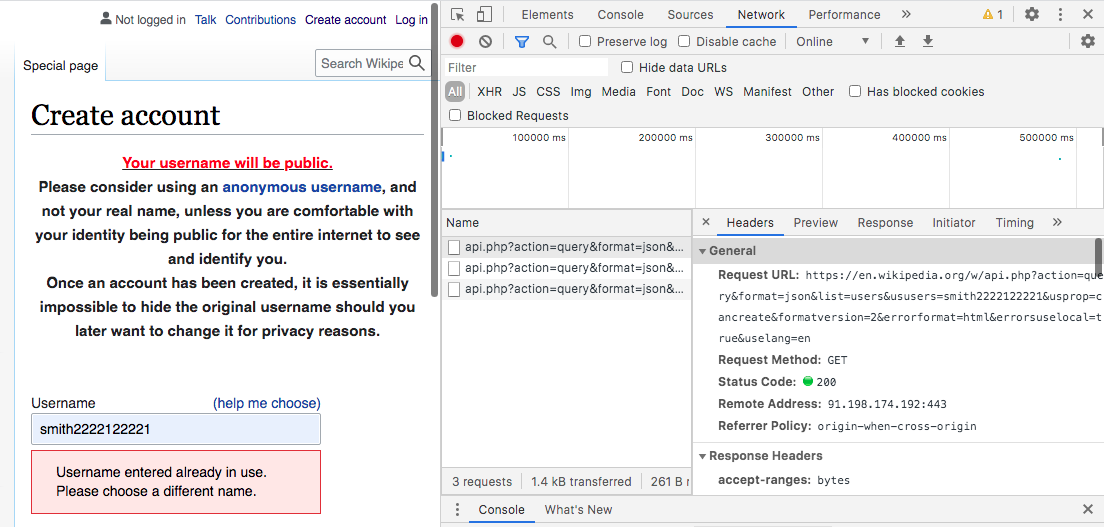 Not logged in Talk Contributions Create account Log in
Special page
Search Wikipe
Create account
Your username will be public.
Please consider using an anonymous username, and
not your real name, unless you are comfortable with
your identity being public for the entire internet to see
and identify you.
Once an account has been created, it is essentially
impossible to hide the original username should you
later want to change it for privacy reasons.
Username (help me choose)
smith2222122221
Username entered already in use.
Please choose a different name.
Elements Console Sources Network Performance » 1
Preserve log Disable cache Online
Filter Hide data URLs
All XHR JS CSS Img Media Font Doc WS Manifest Other Has blocked cookies
Blocked Requests
100000 ms 200000 ms 300000 ms 400000 ms 500000 ms
Name
api.php?action=query&format=json&...
api.php?action=query&format=json&...
api.php?action=query&format=json&...
3 requests 1.4 kB transferred 261 B r
× Headers Preview Response Initiator Timing »
General
Request URL: https://en.wikipedia.org/w/api.php?action=que
ry&format=json&list=users&ususers=smith2222122221&usprop=c
ancreate&formatversion=2&errorformat=html&errorsuselocal=t
rue&uselang=en
Request Method: GET
Status Code: 200
Remote Address: 91.198.174.192:443
Referrer Policy: origin-when-cross-origin
Response Headers
accept-ranges: bytes
Console What's New